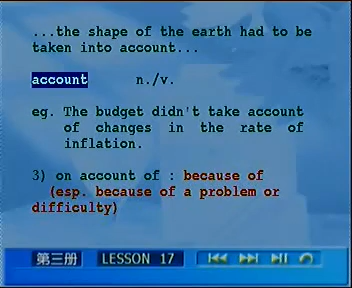 ...the shape of the earth had to be
taken into account...
account n./v.
eg. The budget didn't take account
of changes in the rate of
inflation.
3) on account of : because of
(esp. because of a problem or
difficulty)
第三册 LESSON 17